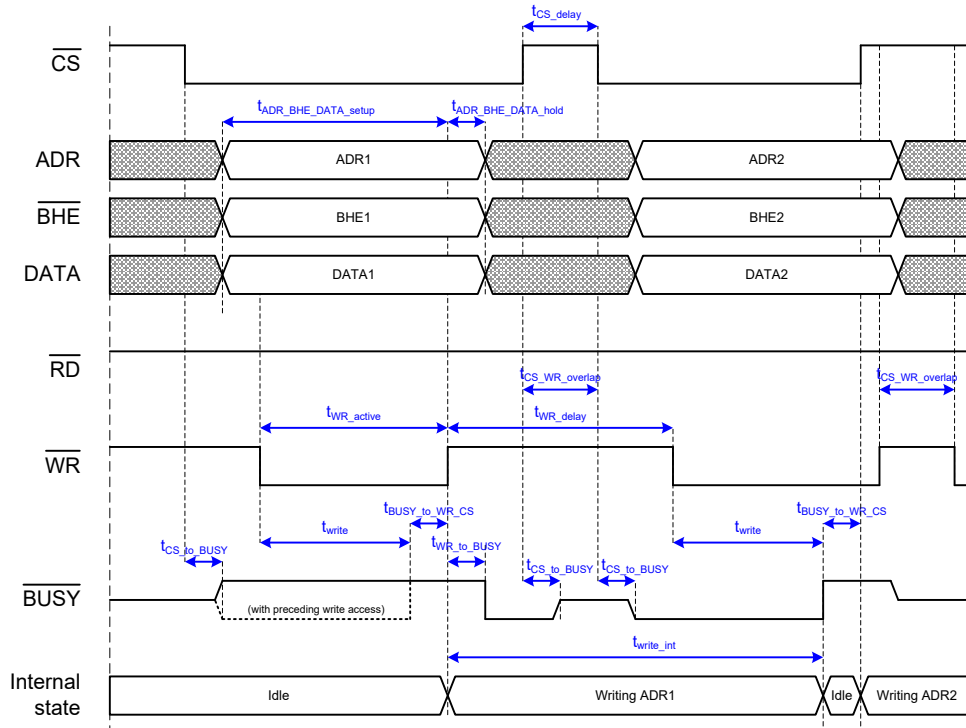 t_CS_delay
CS
t_ADR_BHE_DATA_setup
t_ADR_BHE_DATA_hold
ADR
ADR1
ADR2
BHE
BHE1
BHE2
DATA
DATA1
DATA2
RD
t_CS_WR_overlap
t_CS_WR_overlap
t_WR_active
t_WR_delay
WR
t_BUSY_to_WR_CS
t_BUSY_to_WR_CS
t_write
t_write
t_CS_to_BUSY
t_WR_to_BUSY
t_CS_to_BUSY
t_CS_to_BUSY
BUSY
(with preceding write access)
t_write_int
Internal
state
Idle
Writing ADR1
Idle
Writing ADR2